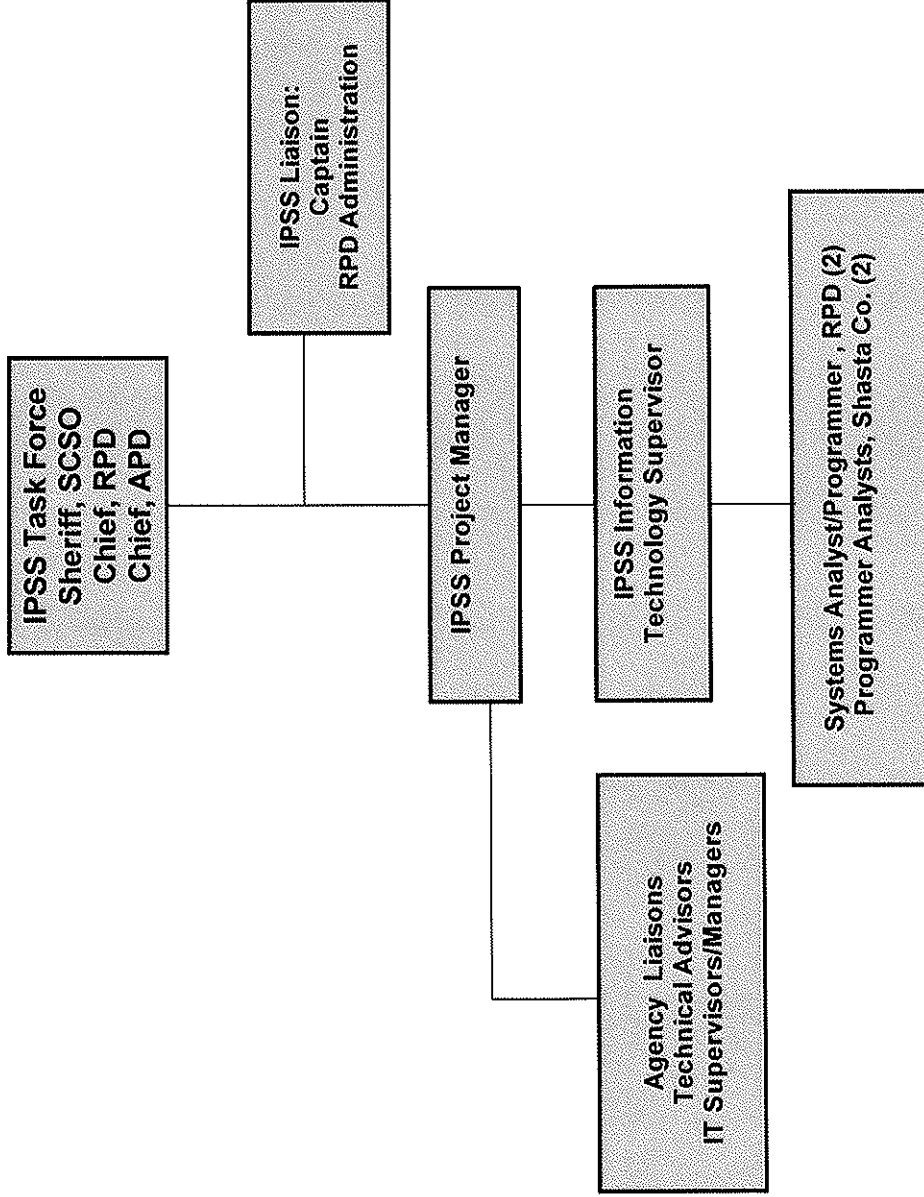 IPSS Task Force
Sheriff, SCSO
Chief, RPD
Chief, APD
IPSS Liaison:
Captain
RPD Administration
IPSS Project Manager
Agency Liaisons
Technical Advisors
IT Supervisors/Managers
IPSS Information
Technology Supervisor
Systems Analyst/Programmer , RPD (2)
Programmer Analysts, Shasta Co. (2)